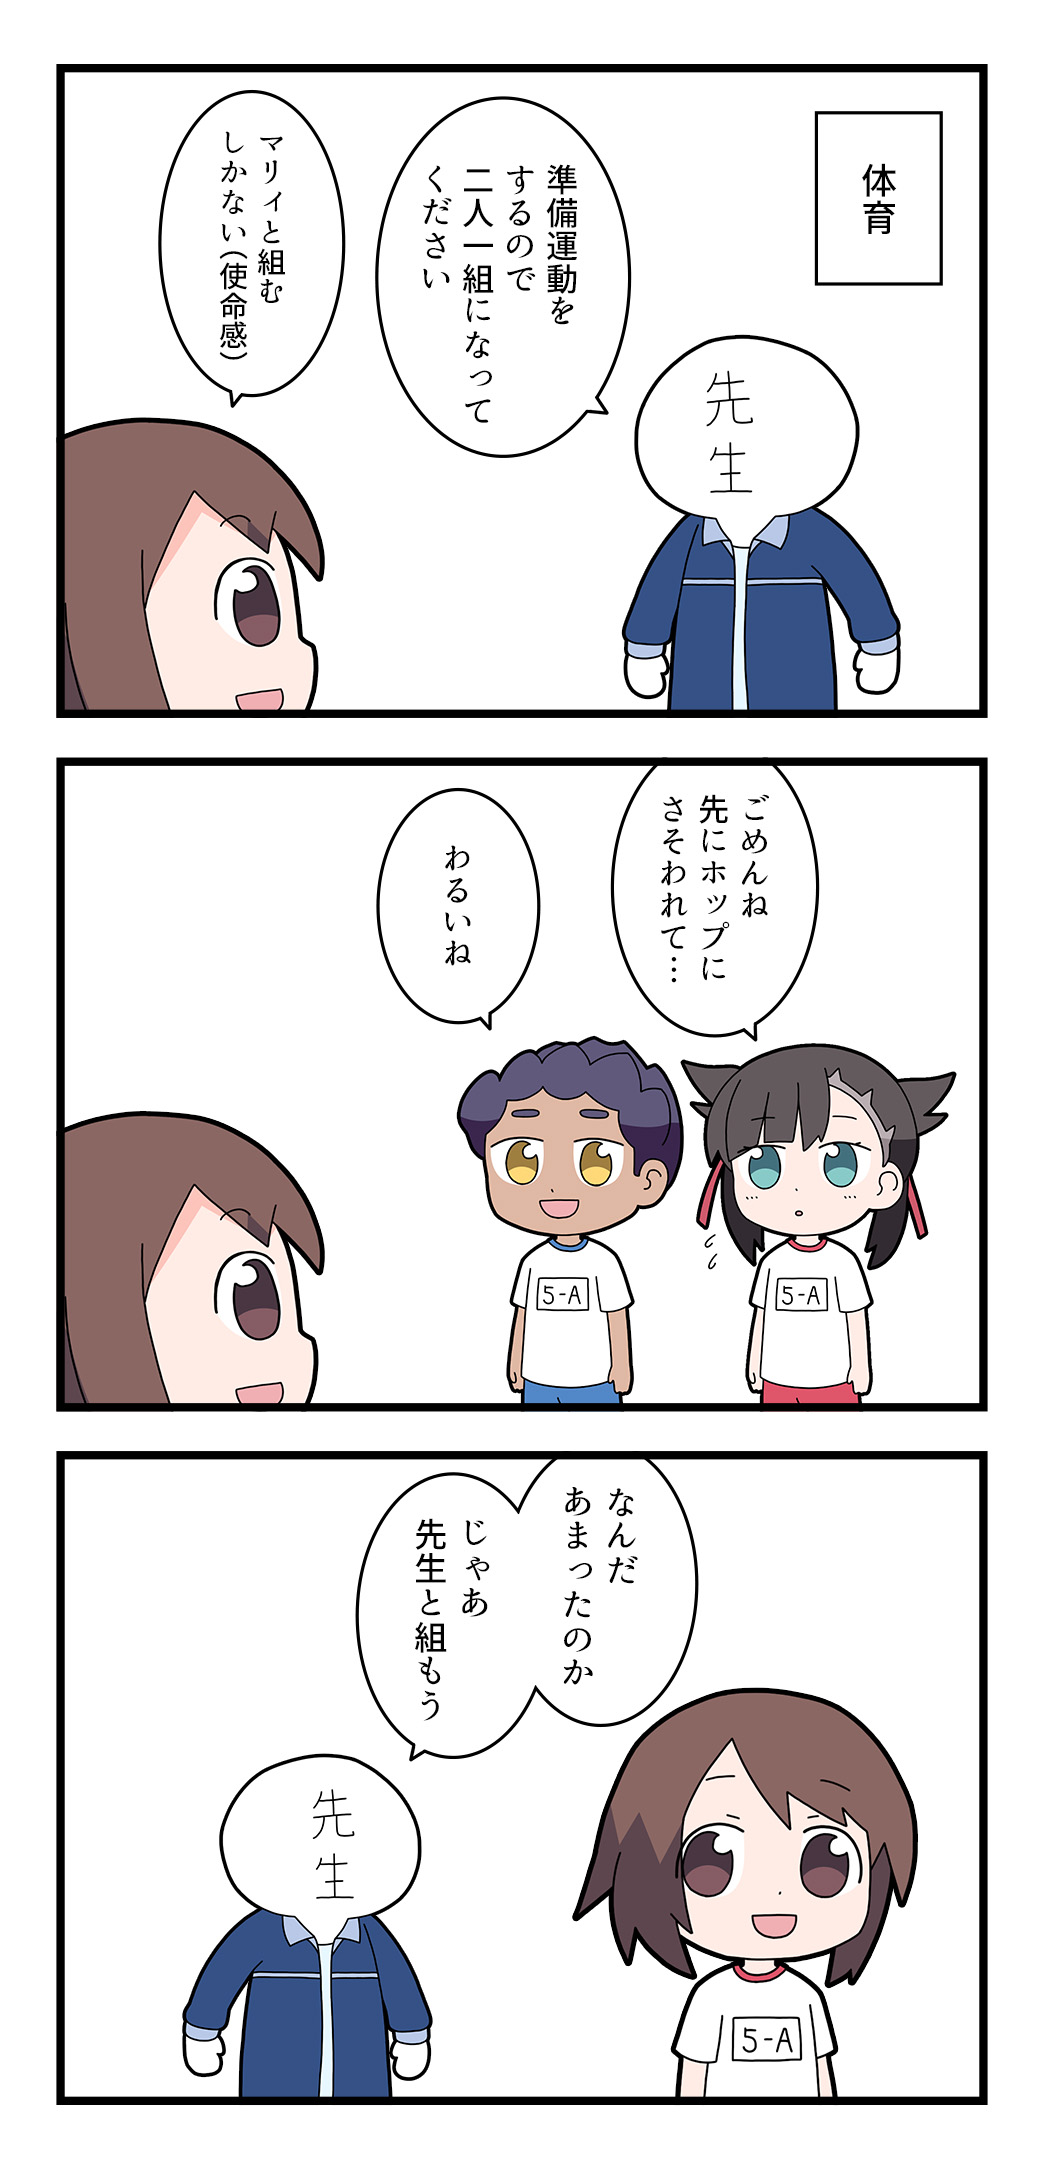 体育
準備運動を
するので
二人一組になって
ください
先生
マリィと組む
しかない(使命感)
ごめんね
先にホップに
さそわれて…
わるいね
5-A
5-A
なんだ
あまったのか
じゃあ
先生と組もう
先生
5-A